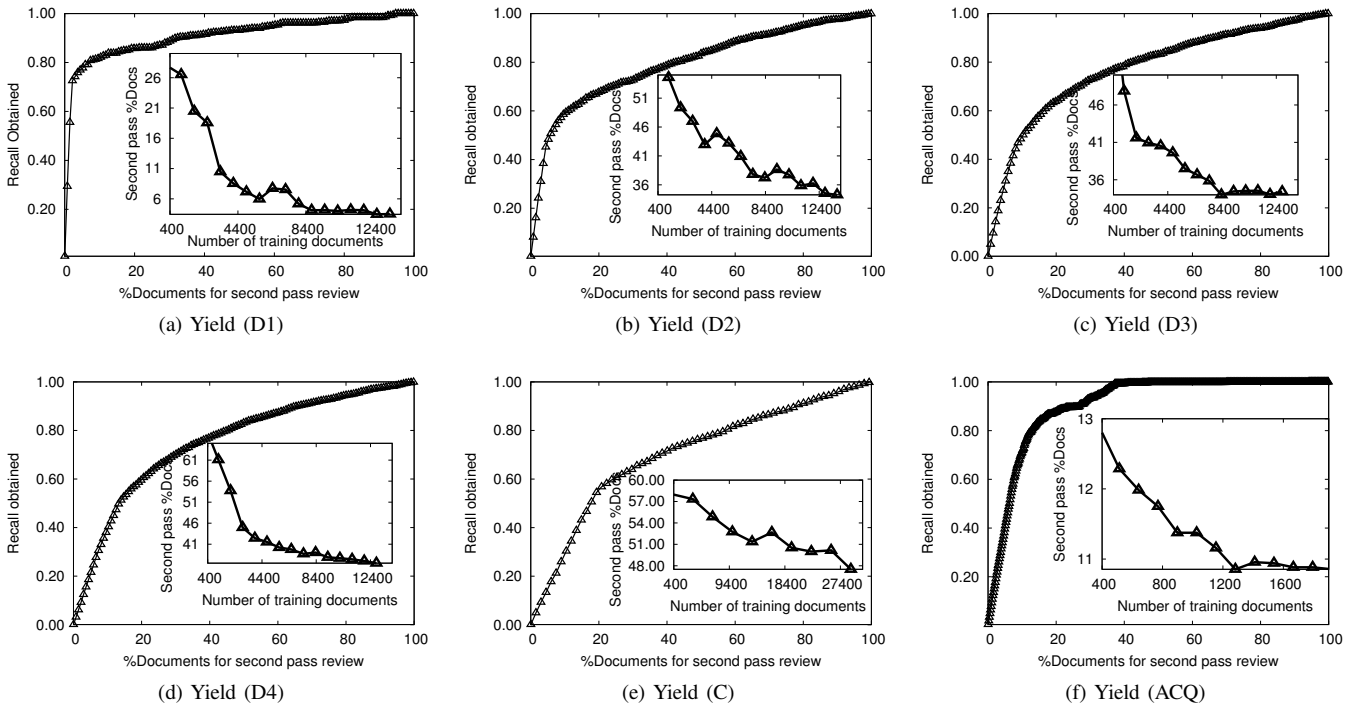 1.00
0.80
0.60
0.40
0.20
Recall Obtained
0 20 40 60 80 100
%Documents for second pass review
26
21
16
11
6
Second pass %Docs
400 4400 8400 12400
Number of training documents
(a) Yield (D1)
1.00
0.80
0.60
0.40
0.20
0.00
Recall obtained
0 20 40 60 80 100
%Documents for second pass review
51
46
41
36
Second pass %Docs
400 4400 8400 12400
Number of training documents
(b) Yield (D2)
1.00
0.80
0.60
0.40
0.20
0.00
Recall obtained
0 20 40 60 80 100
%Documents for second pass review
46
41
36
Second pass %Docs
400 4400 8400 12400
Number of training documents
(c) Yield (D3)
1.00
0.80
0.60
0.40
0.20
0.00
Recall obtained
0 20 40 60 80 100
%Documents for second pass review
61
56
51
46
41
Second pass %Docs
400 4400 8400 12400
Number of training documents
(d) Yield (D4)
1.00
0.80
0.60
0.40
0.20
0.00
Recall obtained
0 20 40 60 80 100
%Documents for second pass review
60.00
57.00
54.00
51.00
48.00
Second pass %Docs
400 9400 18400 27400
Number of training documents
(e) Yield (C)
1.00
0.80
0.60
0.40
0.20
Recall obtained
0 20 40 60 80 100
%Documents for second pass review
13
12
11
Second pass %Docs
400 800 1200 1600
Number of training documents
(f) Yield (ACQ)